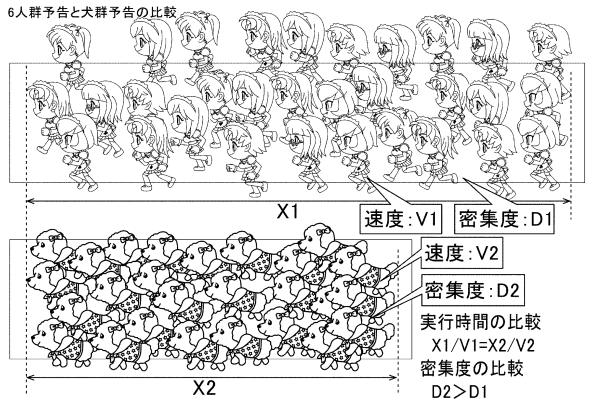 6人群予告と犬群予告の比較
X1
速度:V1
密集度:D1
速度:V2
密集度:D2
実行時間の比較
X1/V1=X2/V2
密集度の比較
D2>D1
X2